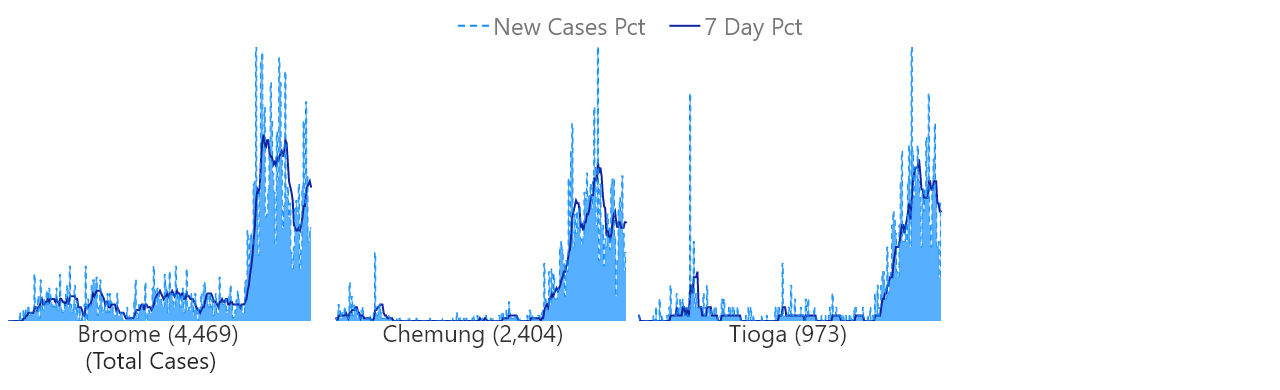 New Cases Pct 7 Day Pct
Broome (4,469) Chemung (2,404) Tioga (973)
(Total Cases)